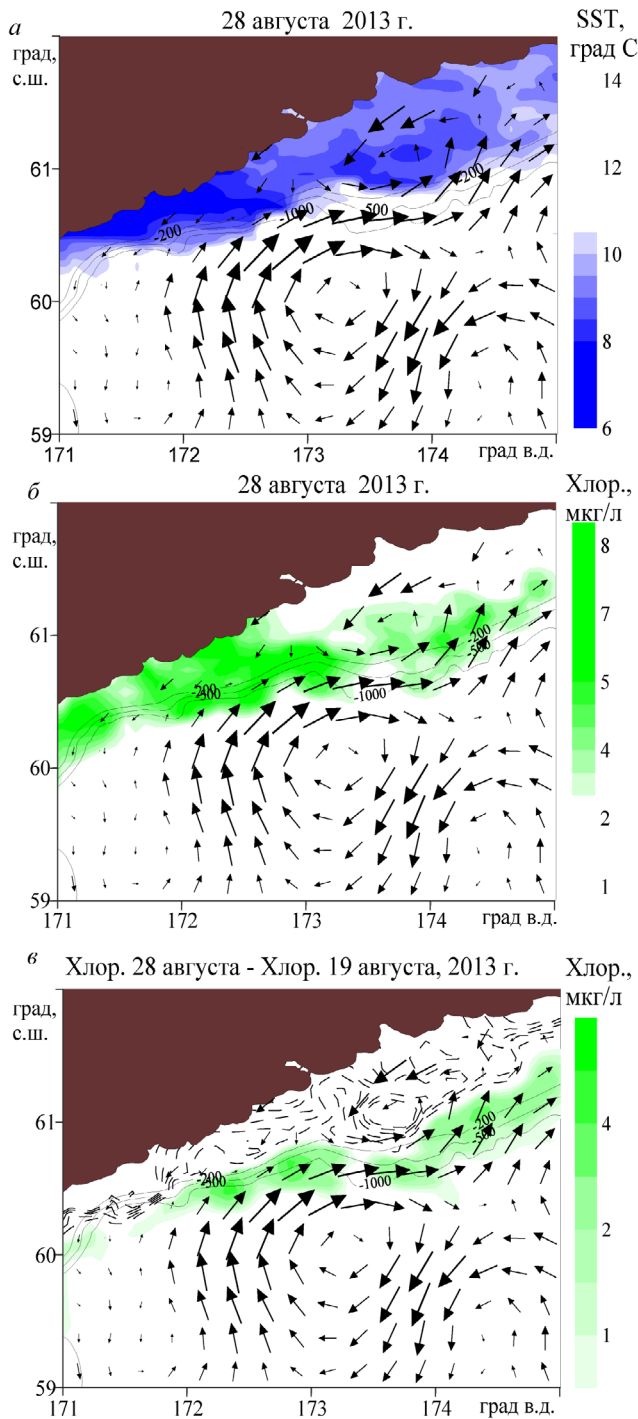 а
28 августа 2013 г.
SST,
град C
град,
с.ш.
14
12
10
8
6
61
60
59
-200
-1000
-500
-200
171
172
173
174
град в.д.
б
28 августа 2013 г.
Хлор.,
мкг/л
град,
с.ш.
8
7
5
4
2
1
61
60
59
-200
-500
-1000
-200
-500
171
172
173
174
град в.д.
в
Хлор. 28 августа - Хлор. 19 августа, 2013 г.
Хлор.,
мкг/л
град,
с.ш.
4
2
1
61
60
59
-200
-500
-1000
-200
-500
171
172
173
174
град в.д.